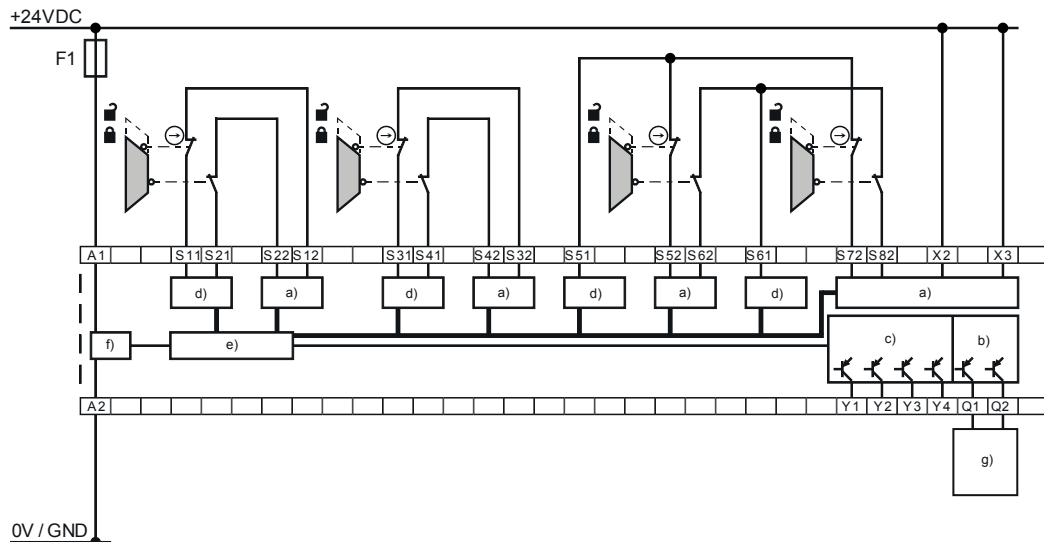 +24VDC
F1
A1 S11 S21 S22 S12 S31 S41 S42 S32 S51 S52 S62 S61 S72 S82 X2 X3
d) a) d) a) d) a) d) a)
f) e) c) b)
A2 Y1 Y2 Y3 Y4 Q1 Q2
g)
0V / GND